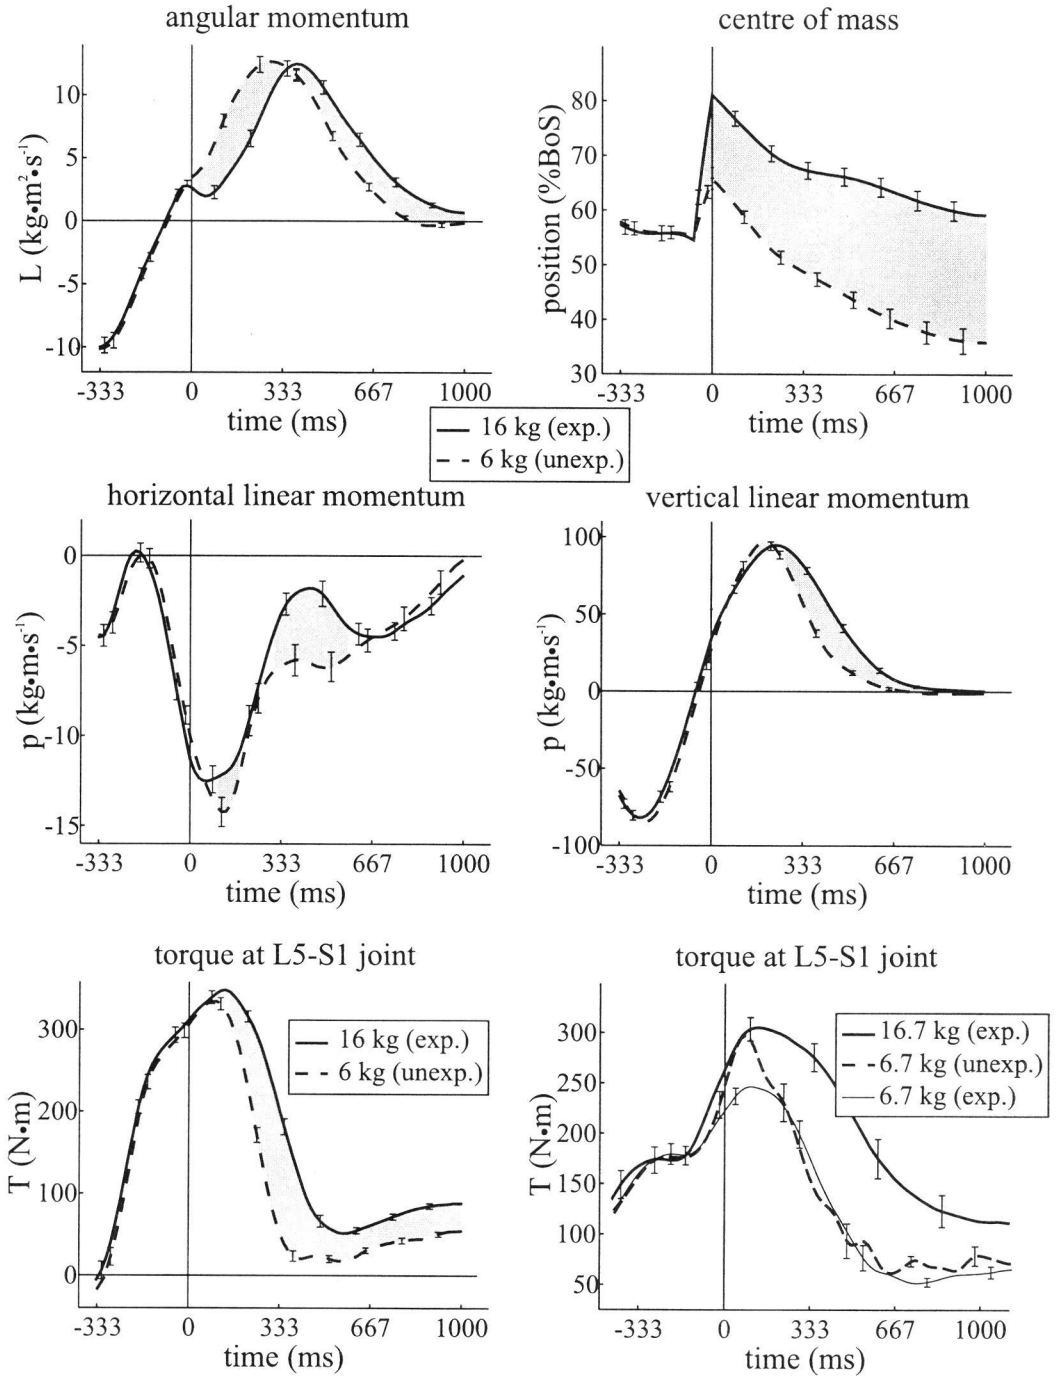 angular momentum
L (kg•m²•s⁻¹)
10
5
0
-5
-10
-333 0 333 667 1000
time (ms)
centre of mass
position (%BoS)
80
70
60
50
40
30
-333 0 333 667 1000
time (ms)
16 kg (exp.)
6 kg (unexp.)
horizontal linear momentum
p (kg•m•s⁻¹)
0
-5
-10
-15
-333 0 333 667 1000
time (ms)
vertical linear momentum
p (kg•m•s⁻¹)
100
50
0
-50
-100
-333 0 333 667 1000
time (ms)
torque at L5-S1 joint
T (N•m)
300
200
100
0
16 kg (exp.)
6 kg (unexp.)
-333 0 333 667 1000
time (ms)
torque at L5-S1 joint
T (N•m)
300
250
200
150
100
50
16.7 kg (exp.)
6.7 kg (unexp.)
6.7 kg (exp.)
-333 0 333 667 1000
time (ms)